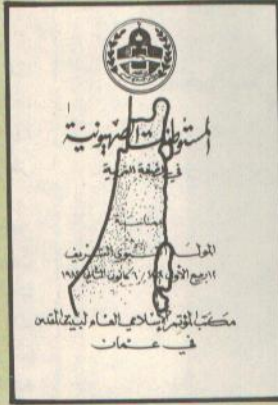 المستوطنات الصهيونية
في الضفة الغربية
بمناسبة
المولد النبوي الشريف
١٢ ربيع الأول ١٤٠٢ / ٦ كانون الثاني ١٩٨٢
مكتب المؤتمر الإسلامي العام لبيت المقدس
في عمان